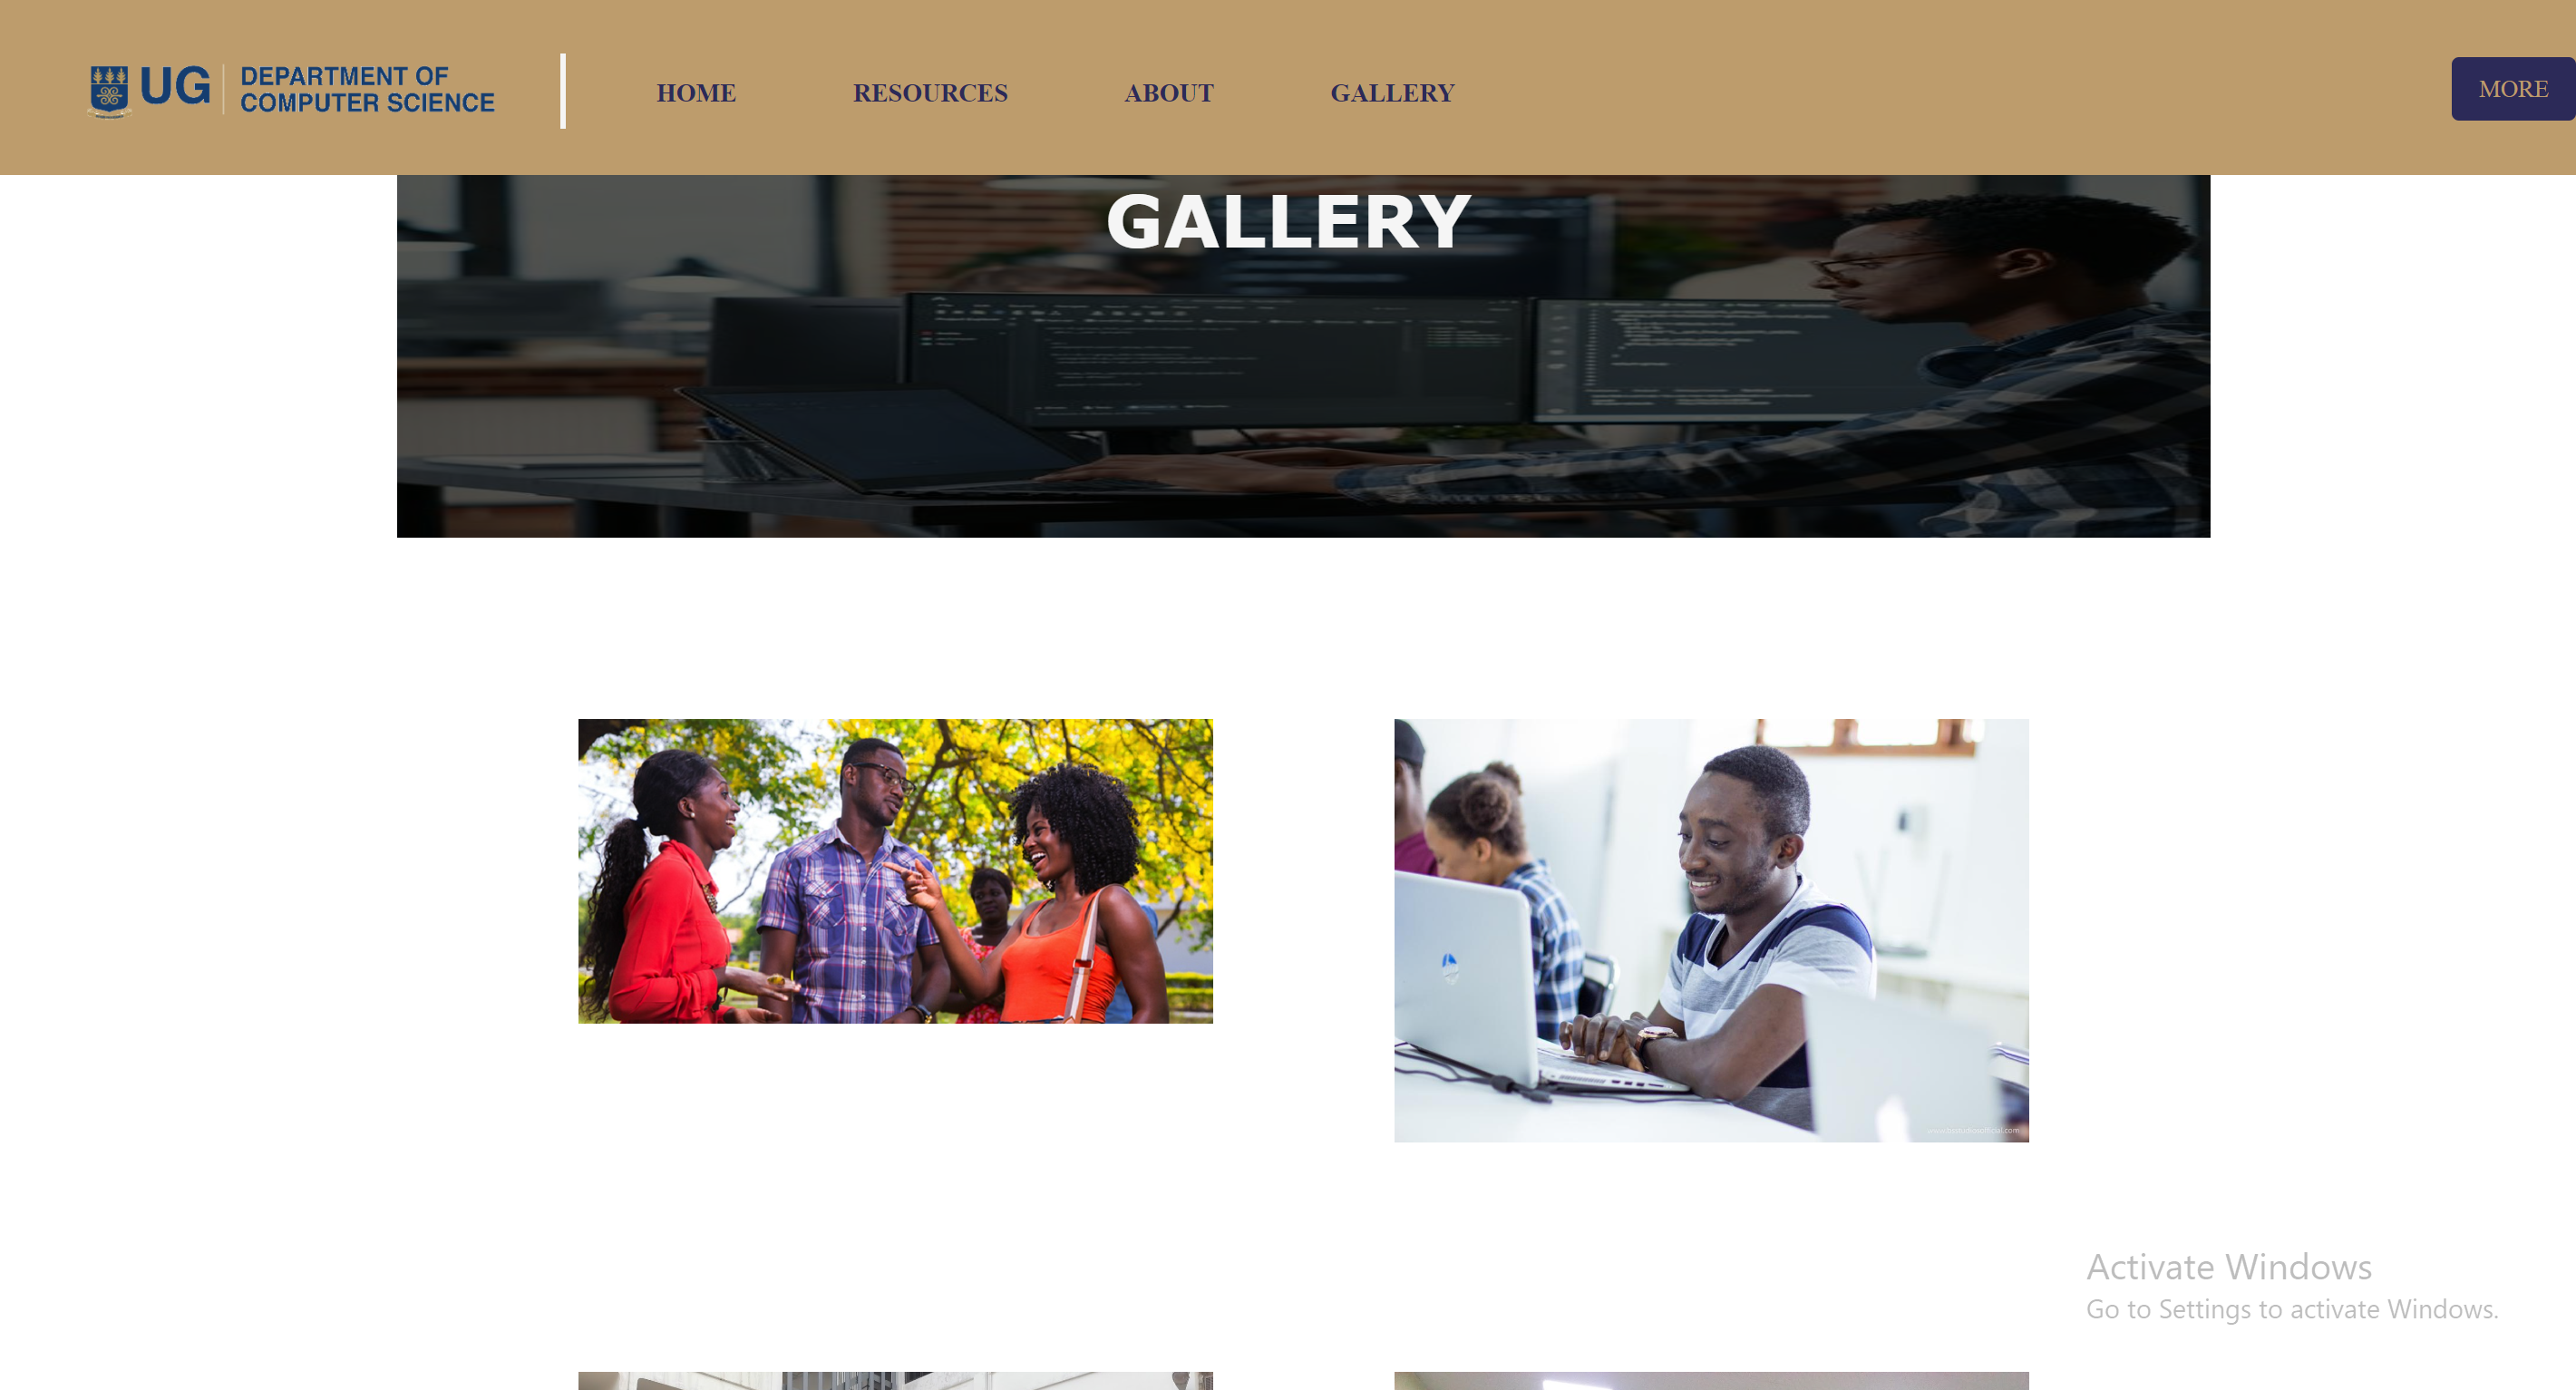 UG
DEPARTMENT OF
COMPUTER SCIENCE
HOME
RESOURCES
ABOUT
GALLERY
MORE
GALLERY
Activate Windows
Go to Settings to activate Windows.